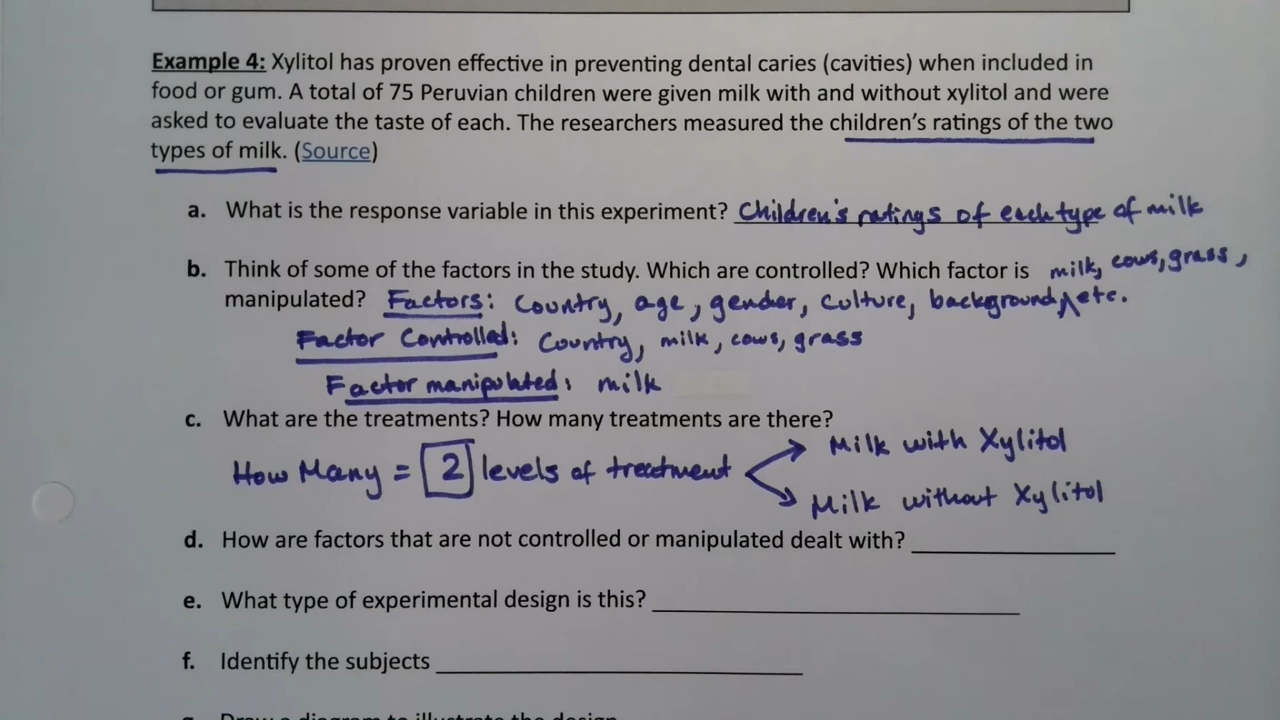 Example 4: Xylitol has proven effective in preventing dental caries (cavities) when included in
food or gum. A total of 75 Peruvian children were given milk with and without xylitol and were
asked to evaluate the taste of each. The researchers measured the children's ratings of the two
types of milk. (Source)
a. What is the response variable in this experiment? Children's ratings of each type of milk
b. Think of some of the factors in the study. Which are controlled? Which factor is milk, cows, grass,
manipulated? Factors: Country, age, gender, culture, background, etc.
Factor Controlled: Country, milk, cows, grass
Factor manipulated: milk
c. What are the treatments? How many treatments are there?
Milk with Xylitol
How Many = 2 levels of treatment
Milk without Xylitol
d. How are factors that are not controlled or manipulated dealt with?
e. What type of experimental design is this?
f. Identify the subjects
g. Draw a diagram to illustrate the design